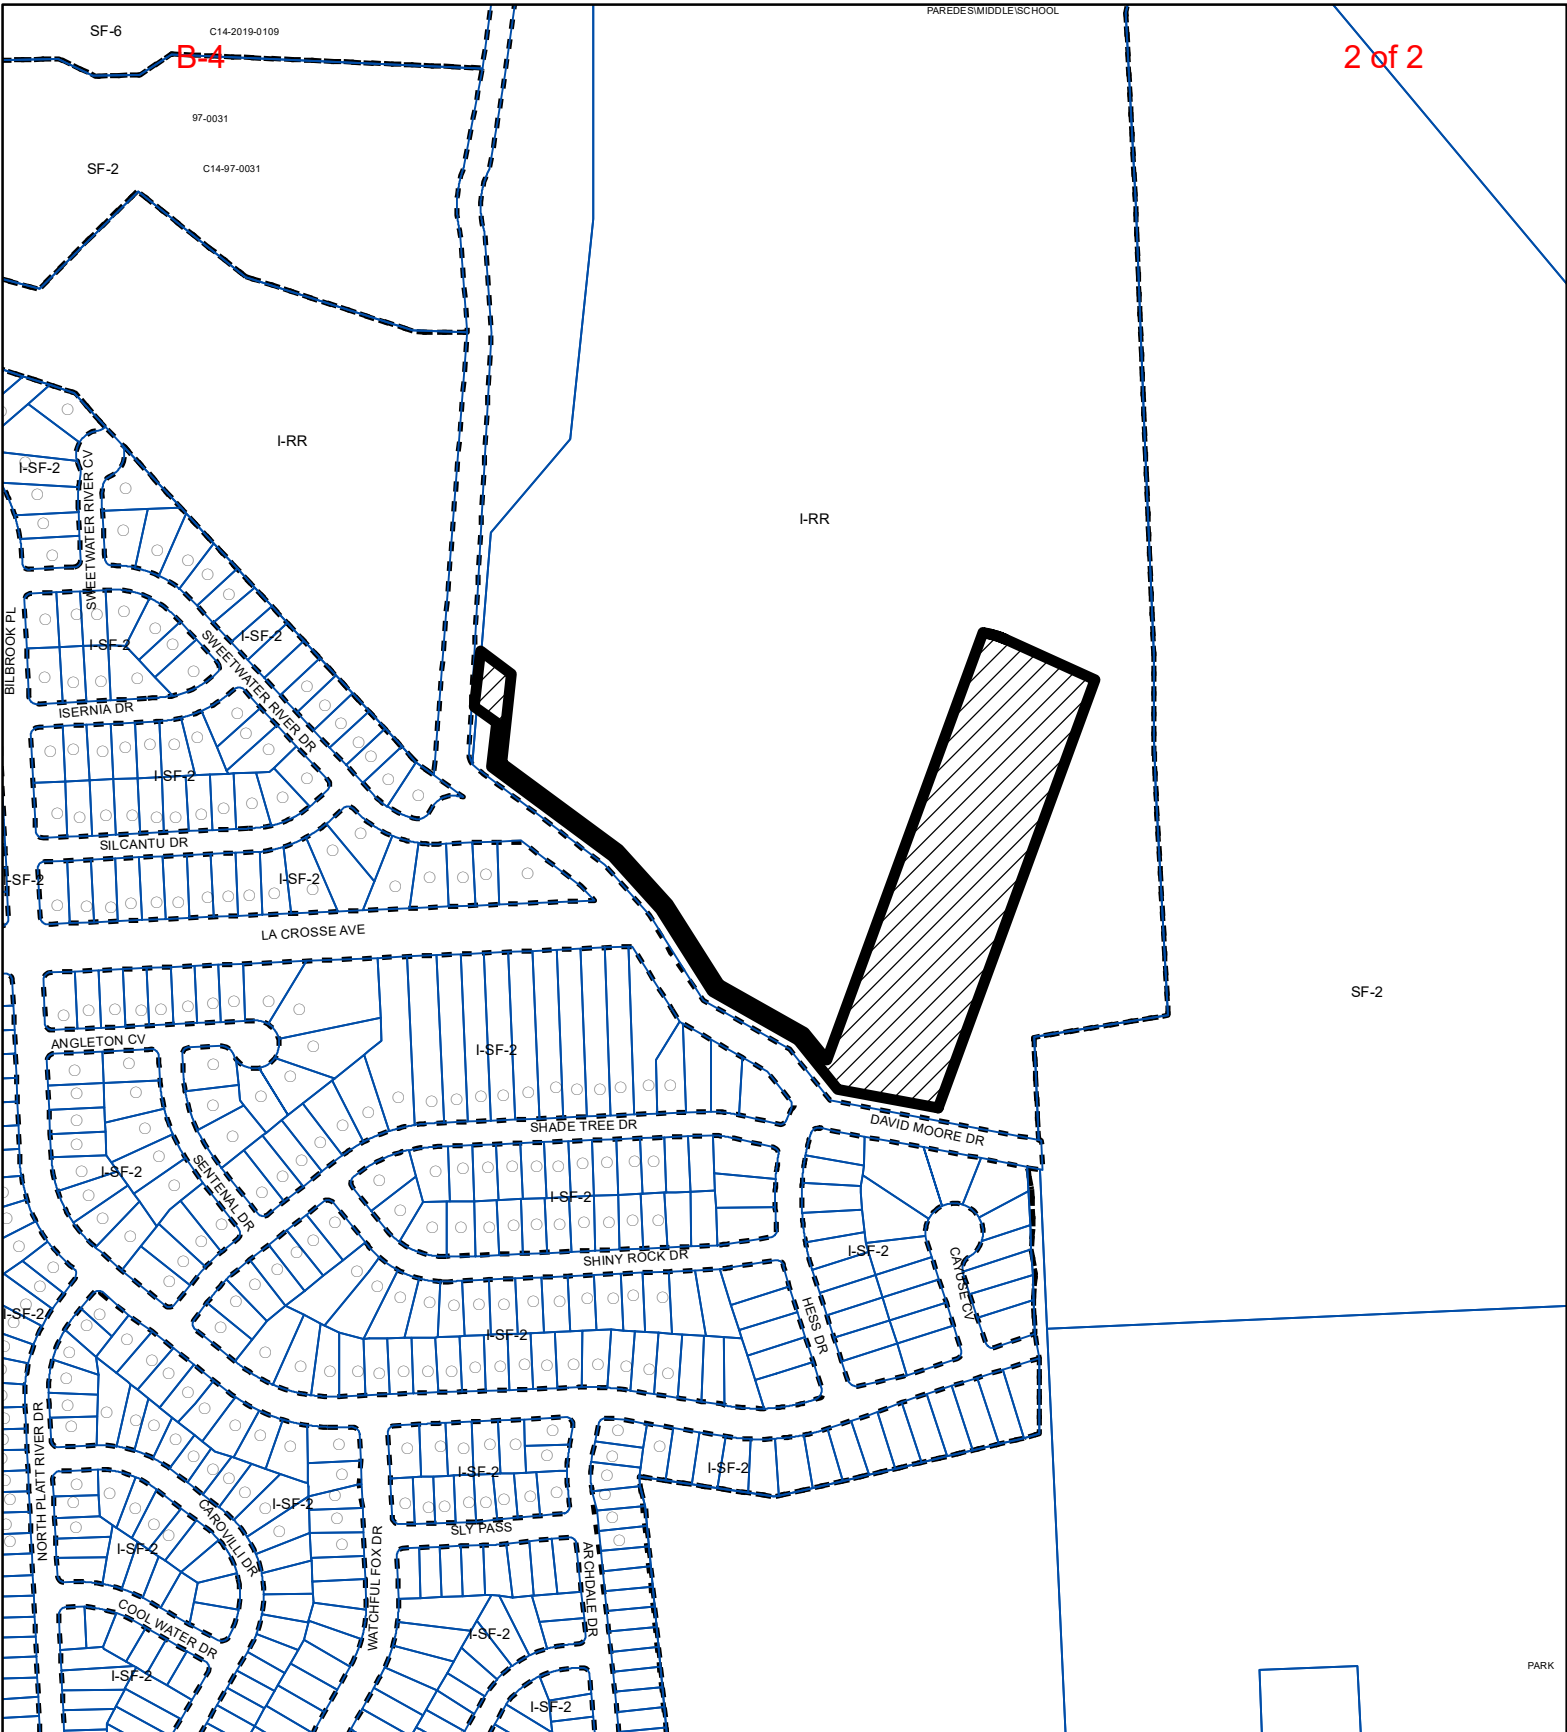 PAREDES\MIDDLE\SCHOOL
SF-6
C14-2019-0109
B-4
2 of 2
97-0031
SF-2
C14-97-0031
I-RR
I-SF-2
SWEETWATER RIVER CV
I-RR
BILBROOK PL
I-SF-2
I-SF-2
SWEETWATER RIVER DR
ISERNIA DR
I-SF-2
SILCANTU DR
I-SF-2
I-SF-2
LA CROSSE AVE
SF-2
ANGLETON CV
I-SF-2
SHADE TREE DR
DAVID MOORE DR
I-SF-2
SENTENAL DR
I-SF-2
SHINY ROCK DR
I-SF-2
CAYUSE CV
HESS DR
I-SF-2
I-SF-2
NORTH PLATT RIVER DR
I-SF-2
I-SF-2
I-SF-2
CAROVILLI DR
SLY PASS
I-SF-2
WATCHFUL FOX DR
ARCHDALE DR
COOL WATER DR
I-SF-2
I-SF-2
PARK
I-SF-2